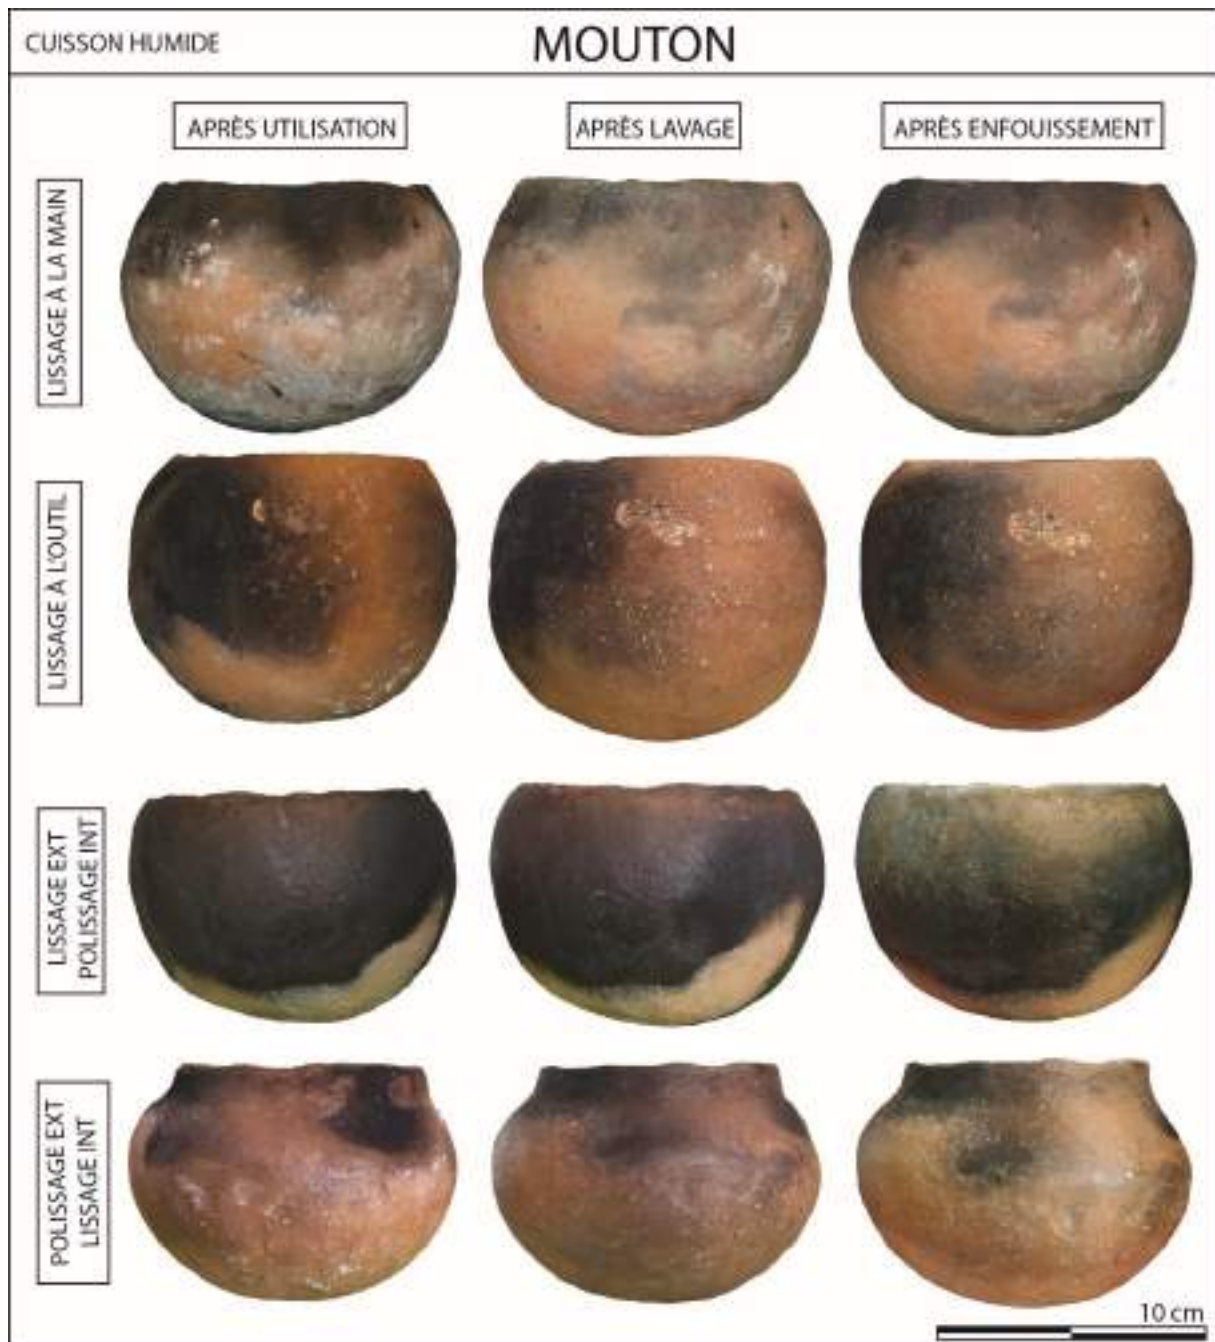 CUISSON HUMIDE
MOUTON
APRÈS UTILISATION
APRÈS LAVAGE
APRÈS ENFOUISSEMENT
LISSAGE À LA MAIN
LISSAGE À L'OUTIL
LISSAGE EXT
POLISSAGE INT
POLISSAGE EXT
LISSAGE INT
10 cm